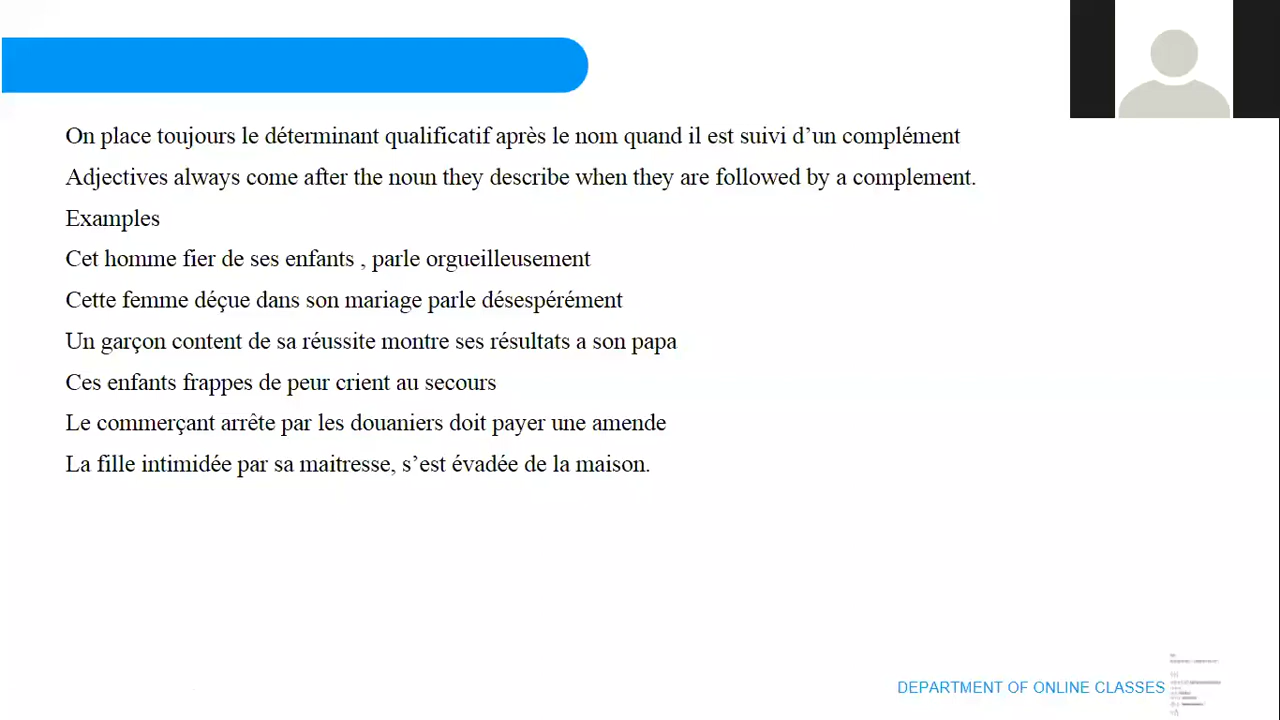 On place toujours le déterminant qualificatif après le nom quand il est suivi d’un complément
Adjectives always come after the noun they describe when they are followed by a complement.
Examples
Cet homme fier de ses enfants , parle orgueilleusement
Cette femme déçue dans son mariage parle désespérément
Un garçon content de sa réussite montre ses résultats a son papa
Ces enfants frappes de peur crient au secours
Le commerçant arrête par les douaniers doit payer une amende
La fille intimidée par sa maitresse, s’est évadée de la maison.
DEPARTMENT OF ONLINE CLASSES